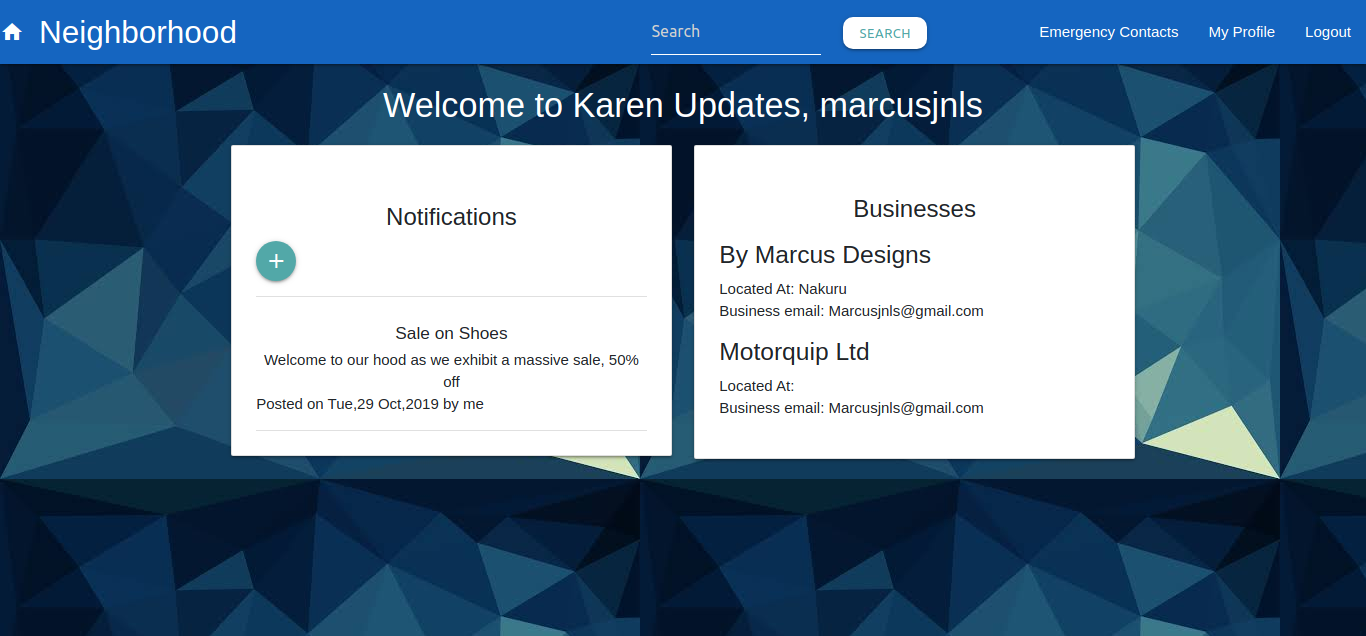 Neighborhood
Search
SEARCH
Emergency Contacts
My Profile
Logout
Welcome to Karen Updates, marcusjnls
Notifications
+
Sale on Shoes
Welcome to our hood as we exhibit a massive sale, 50%
off
Posted on Tue,29 Oct,2019 by me
Businesses
By Marcus Designs
Located At: Nakuru
Business email: Marcusjnls@gmail.com
Motorquip Ltd
Located At:
Business email: Marcusjnls@gmail.com